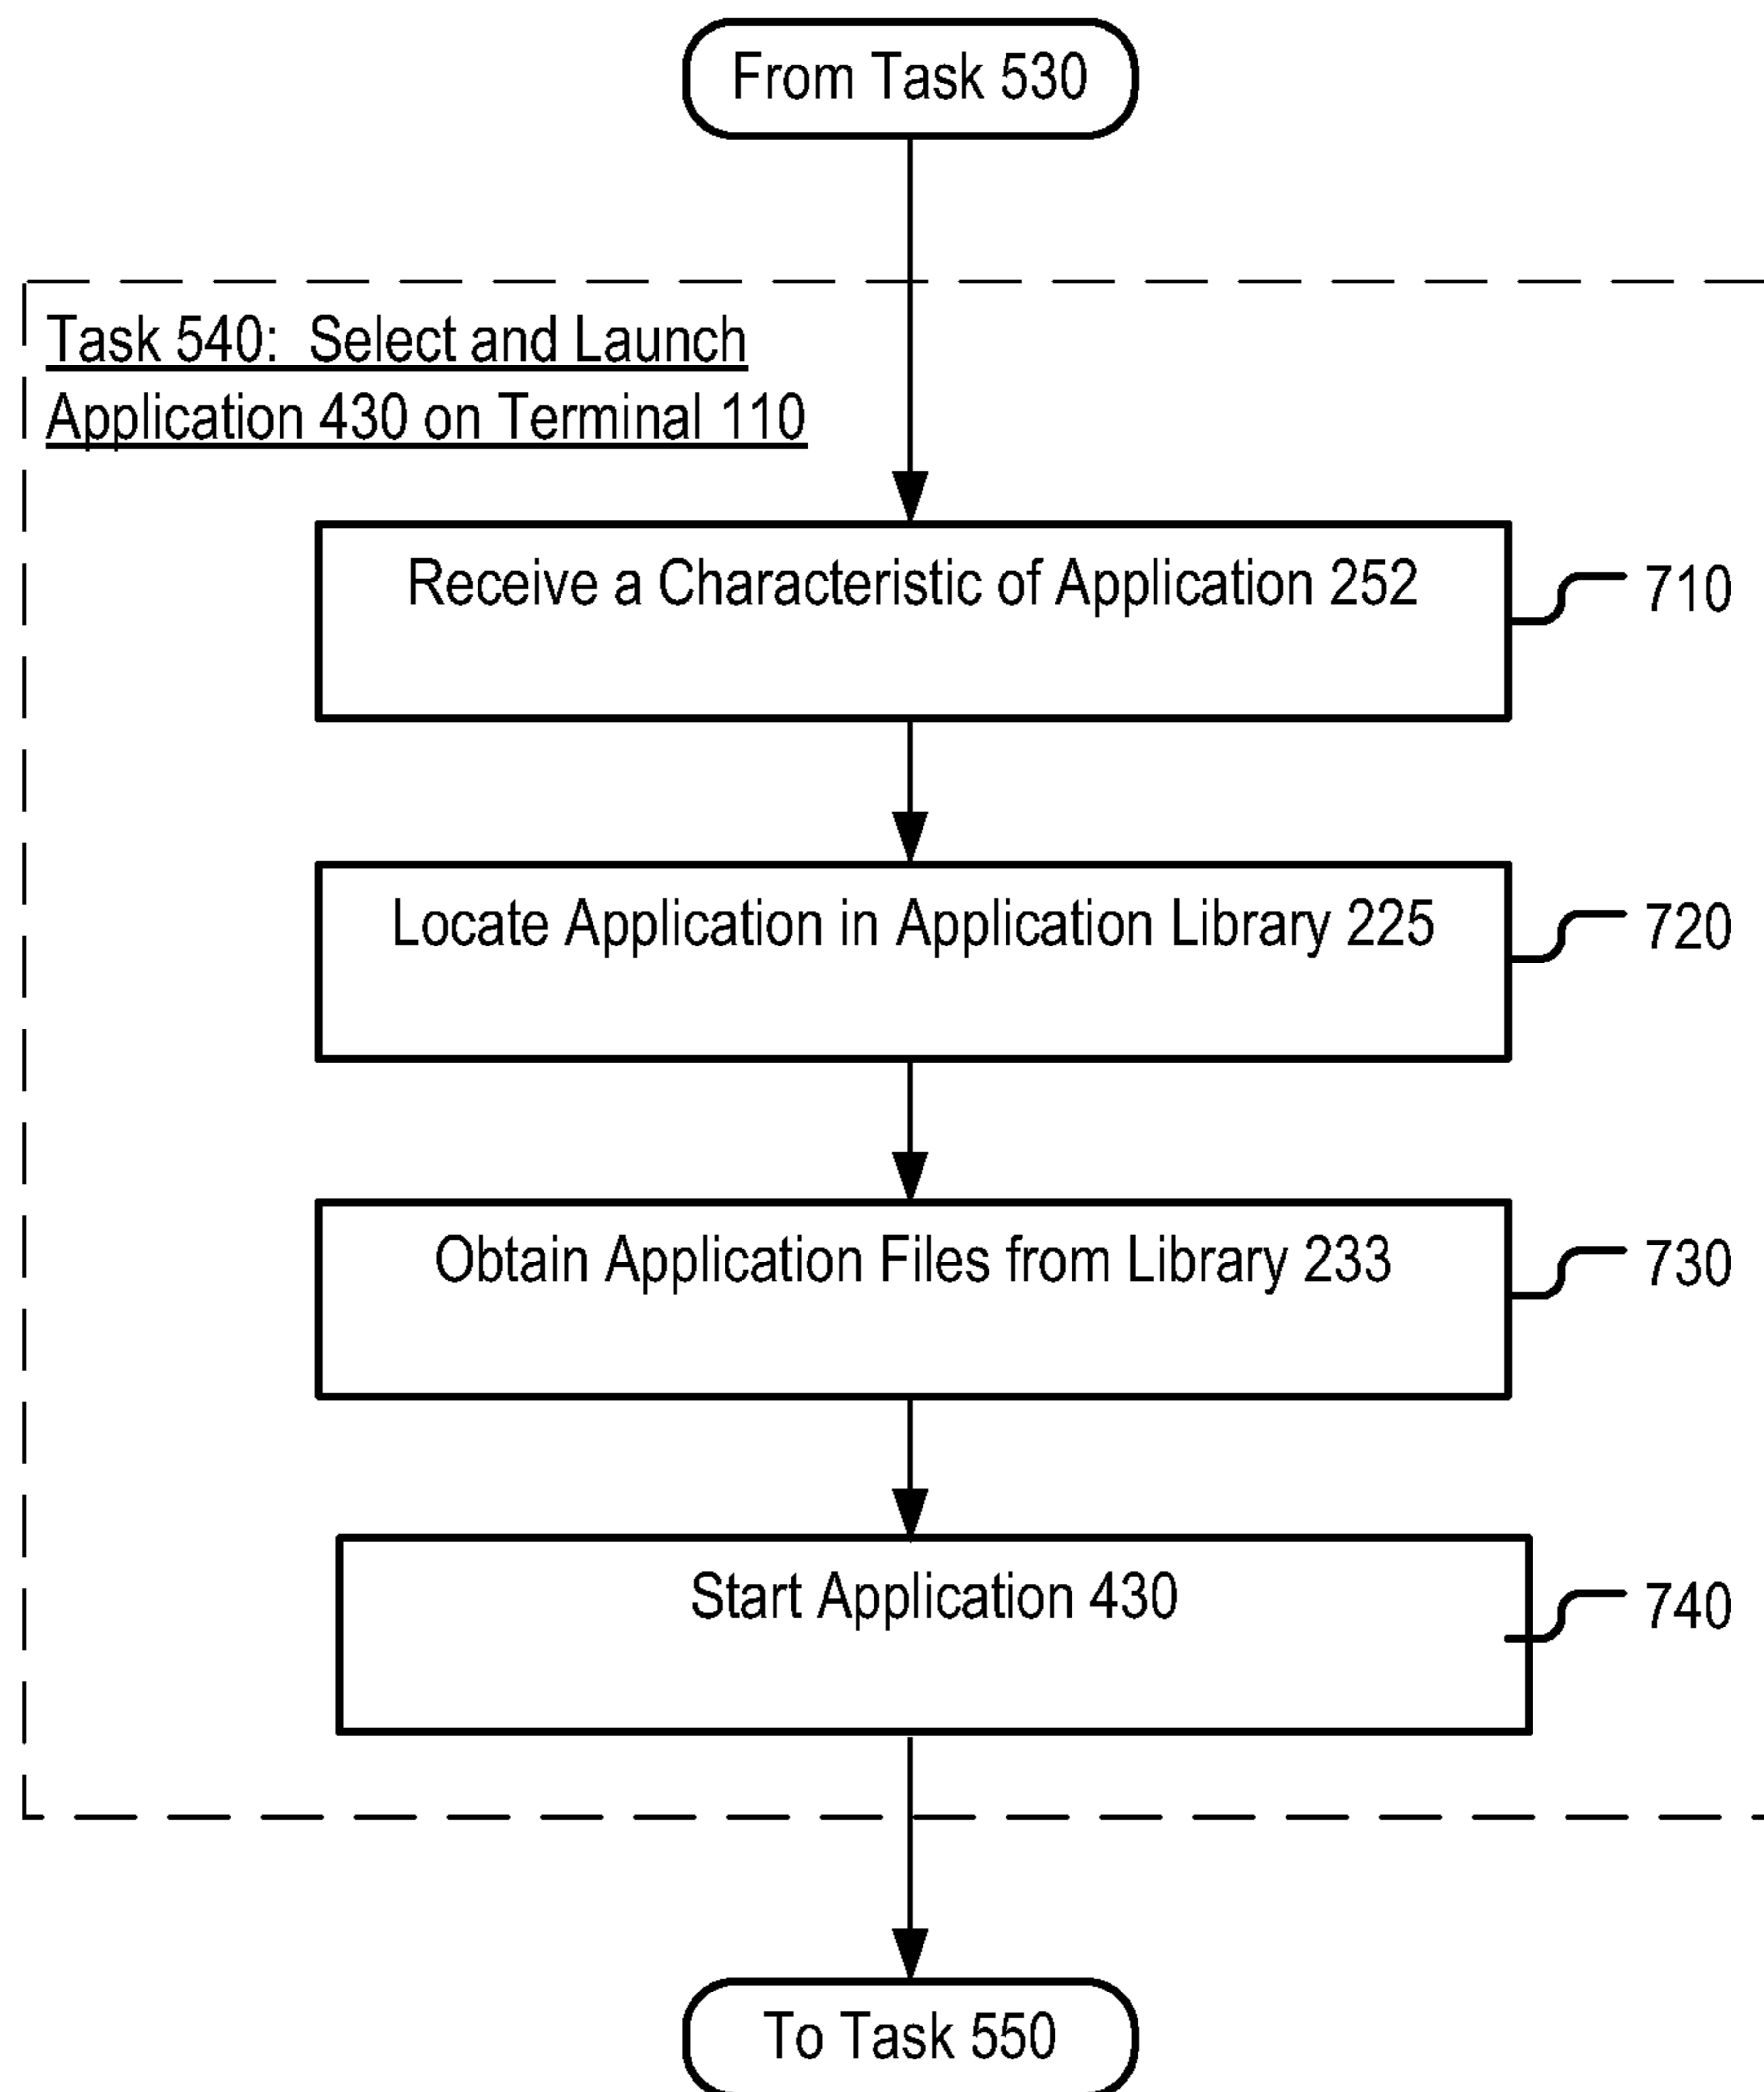 From Task 530
Task 540: Select and Launch
Application 430 on Terminal 110
Receive a Characteristic of Application 252
710
Locate Application in Application Library 225
720
Obtain Application Files from Library 233
730
Start Application 430
740
To Task 550